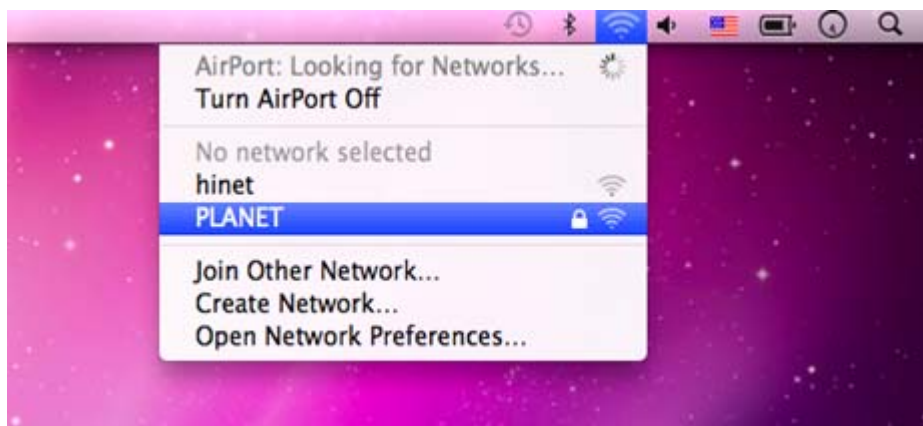 AirPort: Looking for Networks...
Turn AirPort Off
No network selected
hinet
PLANET
Join Other Network...
Create Network...
Open Network Preferences...